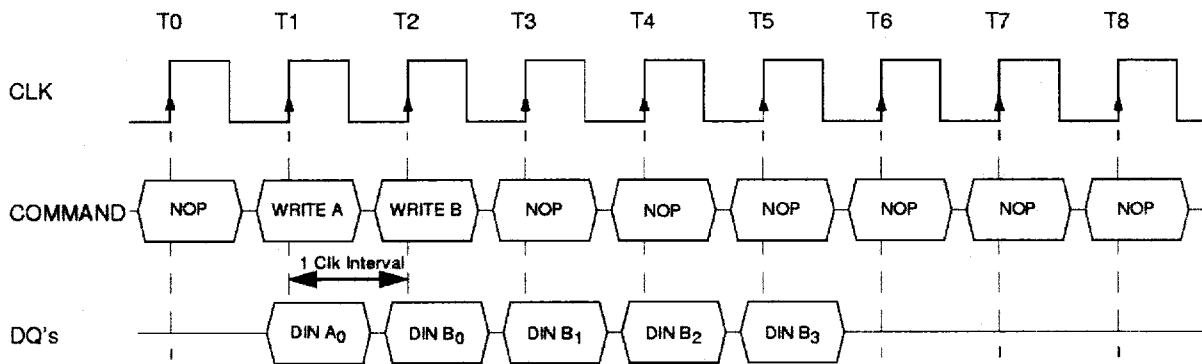 T0 T1 T2 T3 T4 T5 T6 T7 T8
CLK
COMMAND NOP WRITE A WRITE B NOP NOP NOP NOP NOP NOP
1 Clk Interval
DQ's DIN A0 DIN B0 DIN B1 DIN B2 DIN B3